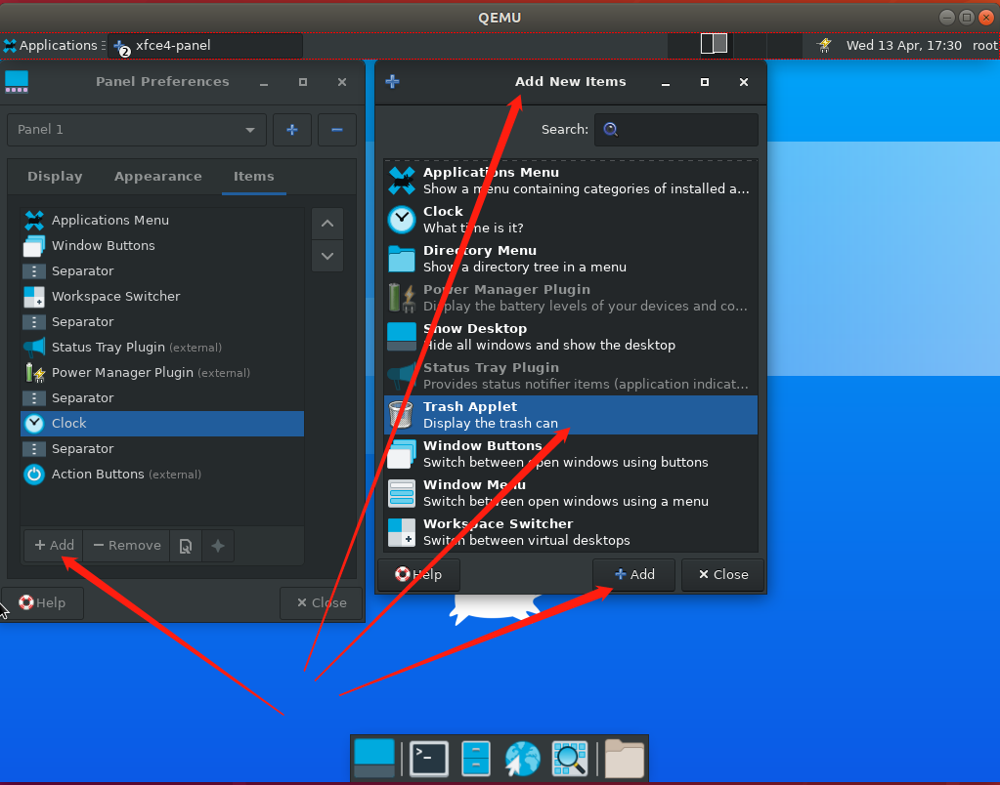 QEMU
Applications
2
xfce4-panel
Wed 13 Apr, 17:30
root
Panel Preferences
Panel 1
Display
Appearance
Items
Applications Menu
Window Buttons
Separator
Workspace Switcher
Separator
Status Tray Plugin (external)
Power Manager Plugin (external)
Separator
Clock
Separator
Action Buttons (external)
Add
Remove
Help
Close
Add New Items
Search:
Applications Menu
Show a menu containing categories of installed a...
Clock
What time is it?
Directory Menu
Show a directory tree in a menu
Power Manager Plugin
Display the battery levels of your devices and co...
Show Desktop
Hide all windows and show the desktop
Status Tray Plugin
Provides status notifier items (application indicat...
Trash Applet
Display the trash can
Window Buttons
Switch between open windows using buttons
Window Menu
Switch between open windows using a menu
Workspace Switcher
Switch between virtual desktops
Help
Add
Close